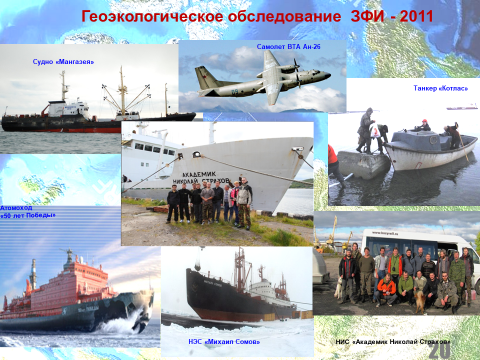 Геоэкологическое обследование ЗФИ - 2011
Самолет ВТА Ан-26
Судно «Мангазея»
Танкер «Котлас»
АКАДЕМИК
НИКОЛАЙ СТРАХОВ
Атомоход
«50 лет Победы»
НЭС «Михаил Сомов»
НИС «Академик Николай Страхов»
20